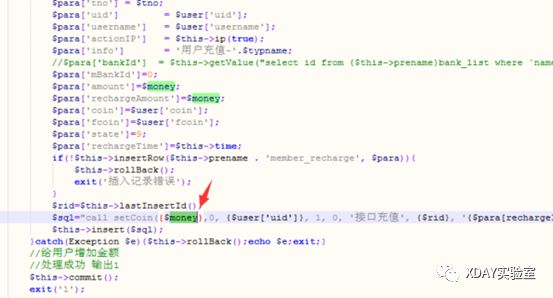 $para['tno'] = $tno;
$para['uid'] = $user['uid'];
$para['username'] = $user['username'];
$para['actionIP'] = $this->ip(true);
$para['info'] = '用户充值-'.$typname;
//$para['bankId'] = $this->getValue("select id from {$this->prename}bank_list where `name
$para['mBankId']=0;
$para['amount']=$money;
$para['rechargeAmount']=$money;
$para['coin']=$user['coin'];
$para['fcoin']=$user['fcoin'];
$para['state']=9;
$para['rechargeTime']=$this->time;
if(!$this->insertRow($this->prename . 'member_recharge', $para)){
$this->rollBack();
exit('插入记录错误');
}
$rid=$this->lastInsertId()
$sql="call setCoin({$money},0, {$user['uid']}, 1, 0, '接口充值', {$rid}, '{$para[recharge
$this->insert($sql);
}catch(Exception $e){$this->rollBack();echo $e;exit;}
//给用户增加金额
//处理成功 输出1
$this->commit();
exit('1');
XDAY实验室